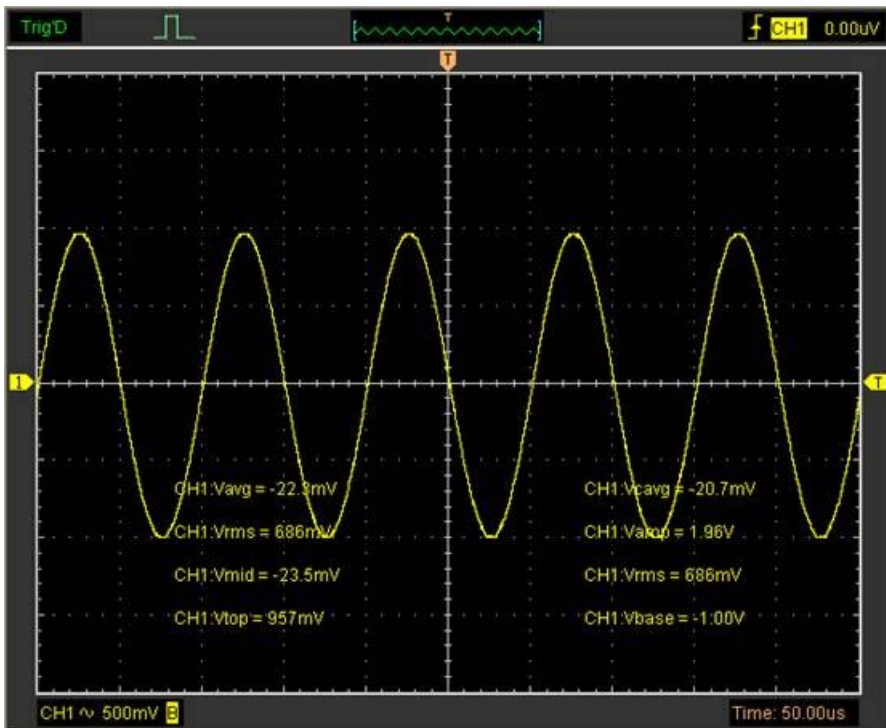 Trig'D T CH1 0.00uV
T
1 T
CH1:Vavg = -22.3mV CH1:Vcavg = -20.7mV
CH1:Vrms = 686mV CH1:Vamp = 1.96V
CH1:Vmid = -23.5mV CH1:Vrms = 686mV
CH1:Vtop = 957mV CH1:Vbase = -1.00V
CH1 ∿ 500mV B Time: 50.00us